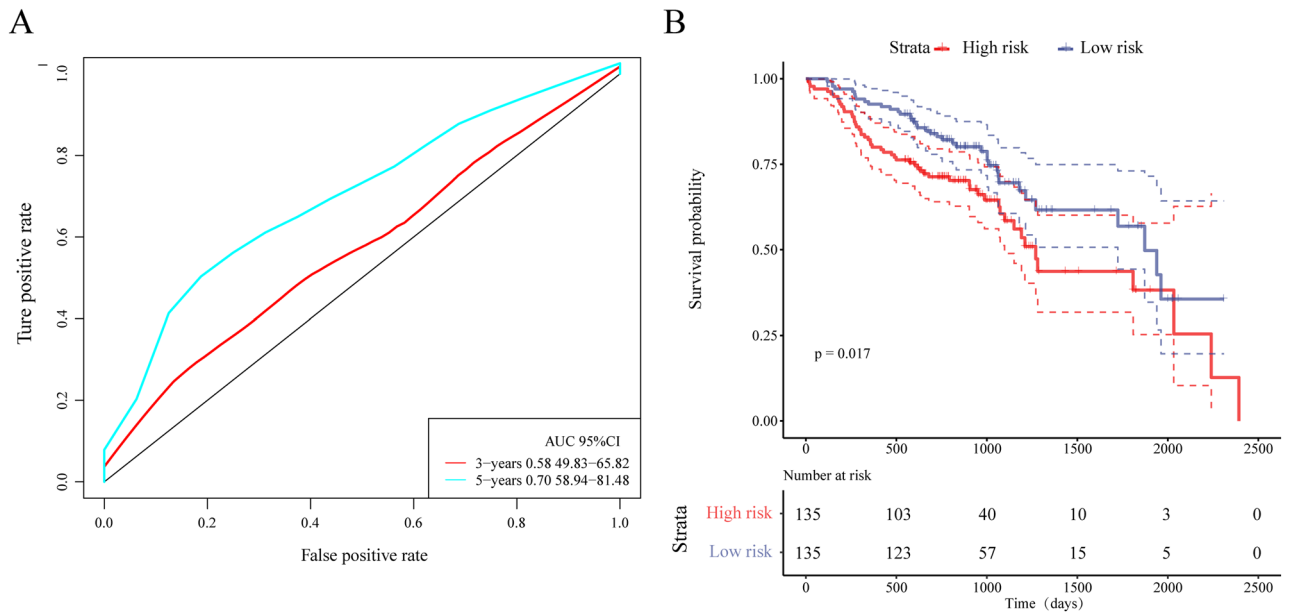 A
1.0
0.8
0.6
0.4
0.2
0.0
Ture positive rate
0.0 0.2 0.4 0.6 0.8 1.0
False positive rate
AUC 95%CI
3−years 0.58 49.83−65.82
5−years 0.70 58.94−81.48
B
Strata High risk Low risk
1.00
0.75
0.50
0.25
0.00
Survival probability
p = 0.017
0 500 1000 1500 2000 2500
Number at risk
Strata
High risk 135 103 40 10 3 0
Low risk 135 123 57 15 5 0
0 500 1000 1500 2000 2500
Time（days）